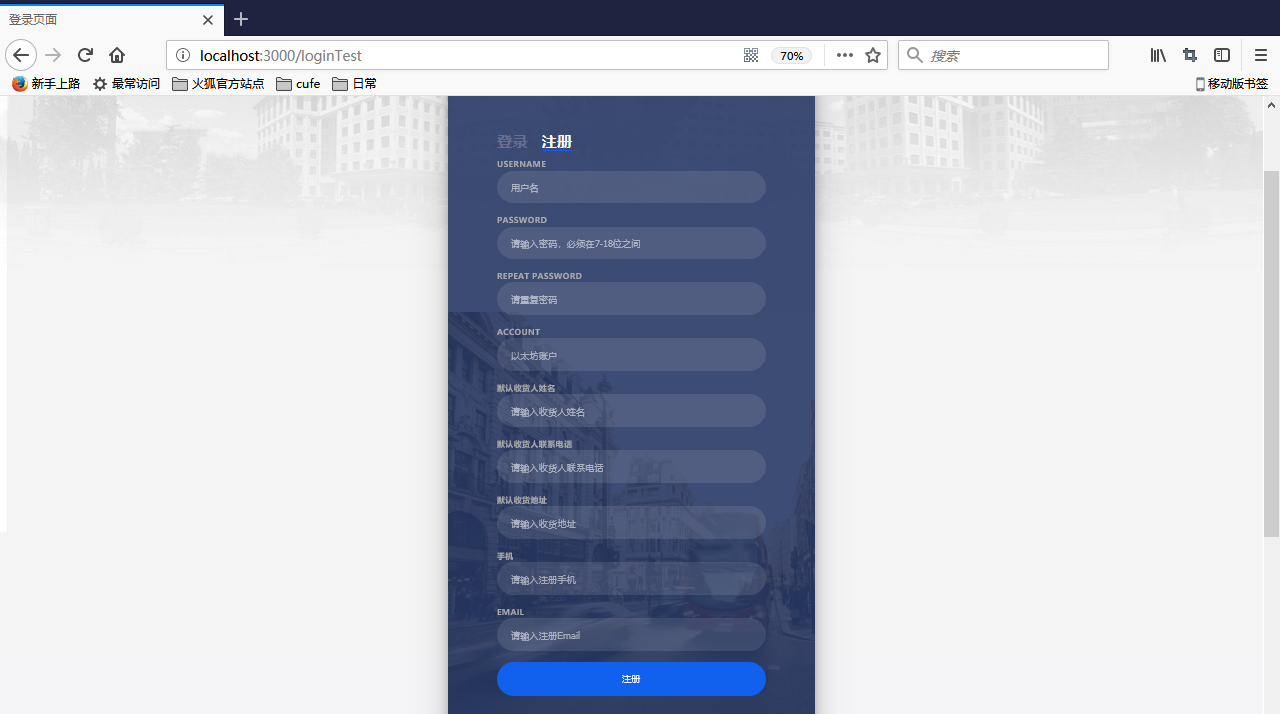 登录页面
localhost:3000/loginTest
70%
搜索
新手上路 最常访问 火狐官方站点 cufe 日常 移动版书签
登录 注册
USERNAME
用户名
PASSWORD
请输入密码，必须在7-18位之间
REPEAT PASSWORD
请重复密码
ACCOUNT
以太坊账户
默认收货人姓名
请输入收货人姓名
默认收货人联系电话
请输入收货人联系电话
默认收货地址
请输入收货地址
手机
请输入注册手机
EMAIL
请输入注册Email
注册